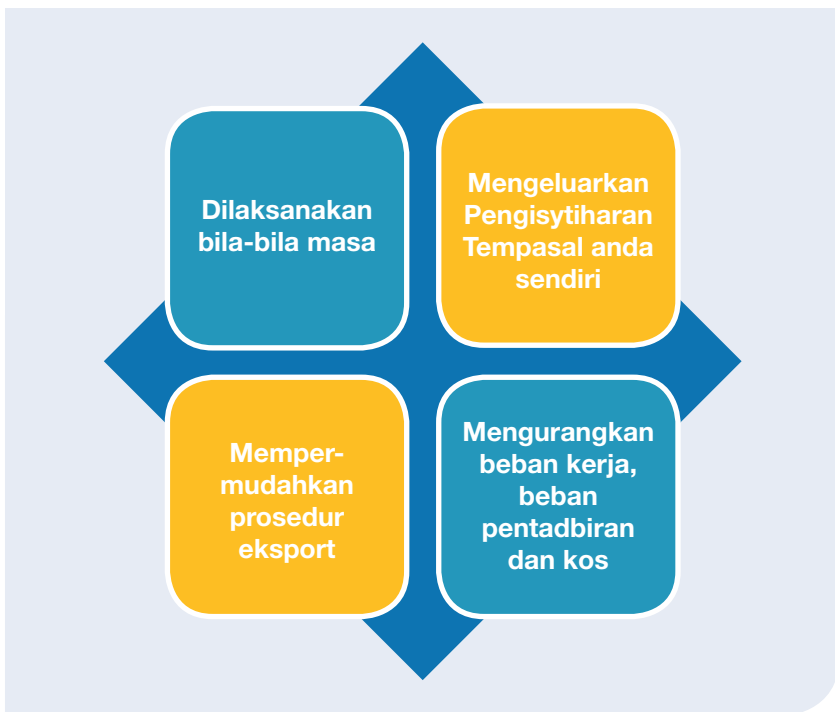 Dilaksanakan
bila-bila masa
Mengeluarkan
Pengisytiharan
Tempasal anda
sendiri
Memper-
mudahkan
prosedur
eksport
Mengurangkan
beban kerja,
beban
pentadbiran
dan kos